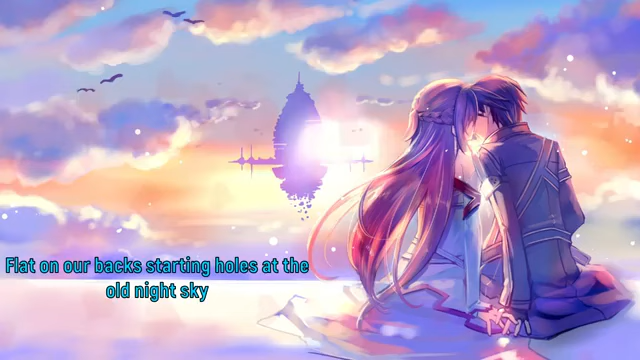 Flat on our backs starting holes at the
old night sky